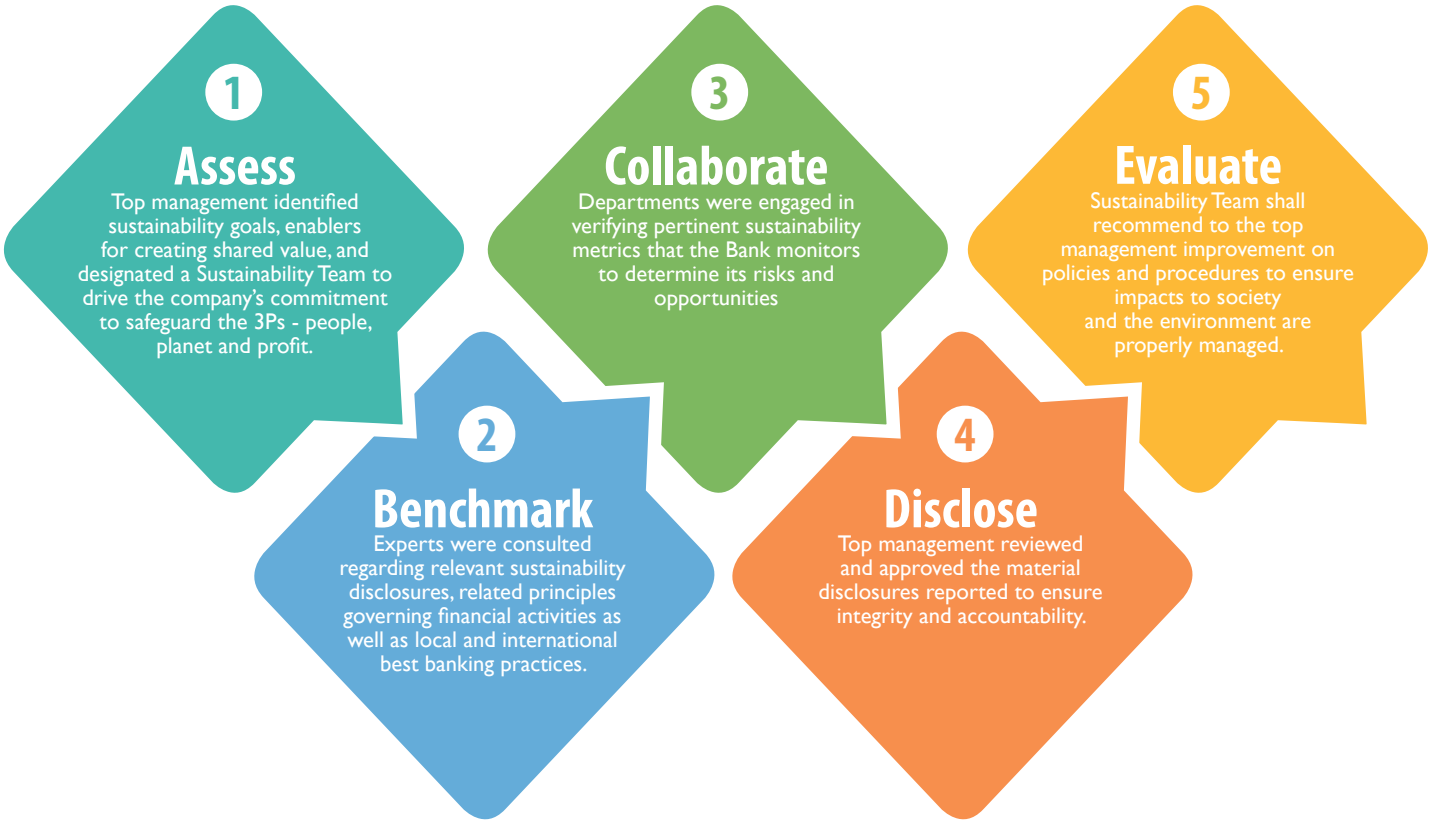 1
Assess
Top management identified
sustainability goals, enablers
for creating shared value, and
designated a Sustainability Team to
drive the company’s commitment
to safeguard the 3Ps - people,
planet and profit.
2
Benchmark
Experts were consulted
regarding relevant sustainability
disclosures, related principles
governing financial activities as
well as local and international
best banking practices.
3
Collaborate
Departments were engaged in
verifying pertinent sustainability
metrics that the Bank monitors
to determine its risks and
opportunities
4
Disclose
Top management reviewed
and approved the material
disclosures reported to ensure
integrity and accountability.
5
Evaluate
Sustainability Team shall
recommend to the top
management improvement on
policies and procedures to ensure
impacts to society
and the environment are
properly managed.